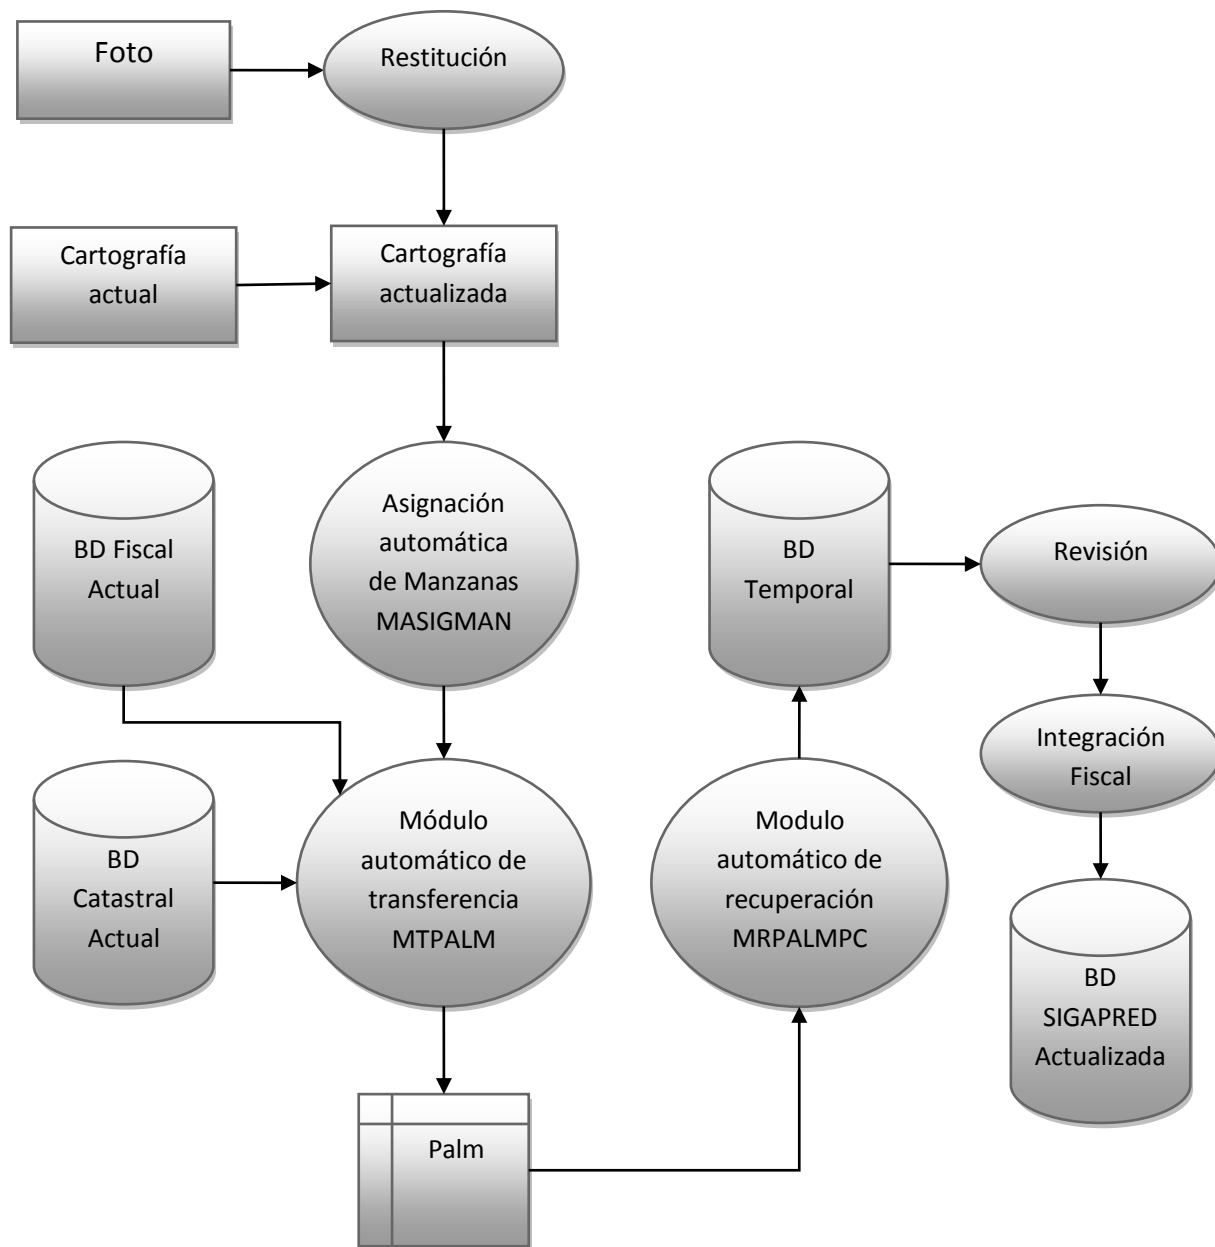 Foto
Restitución
Cartografía
actual
Cartografía
actualizada
BD Fiscal
Actual
Asignación
automática
de Manzanas
MASIGMAN
BD
Temporal
Revisión
Integración
Fiscal
BD
Catastral
Actual
Módulo
automático de
transferencia
MTPALM
Modulo
automático de
recuperación
MRPALMPC
BD
SIGAPRED
Actualizada
Palm